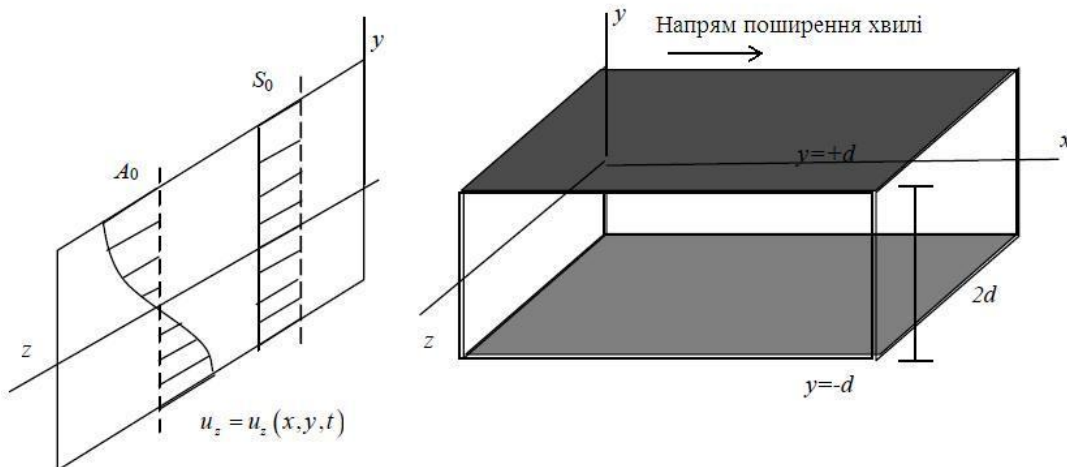 y
S₀
A₀
z
u_z = u_z (x, y, t)
y
Напрям поширення хвилі
x
y=+d
2d
z
y=-d